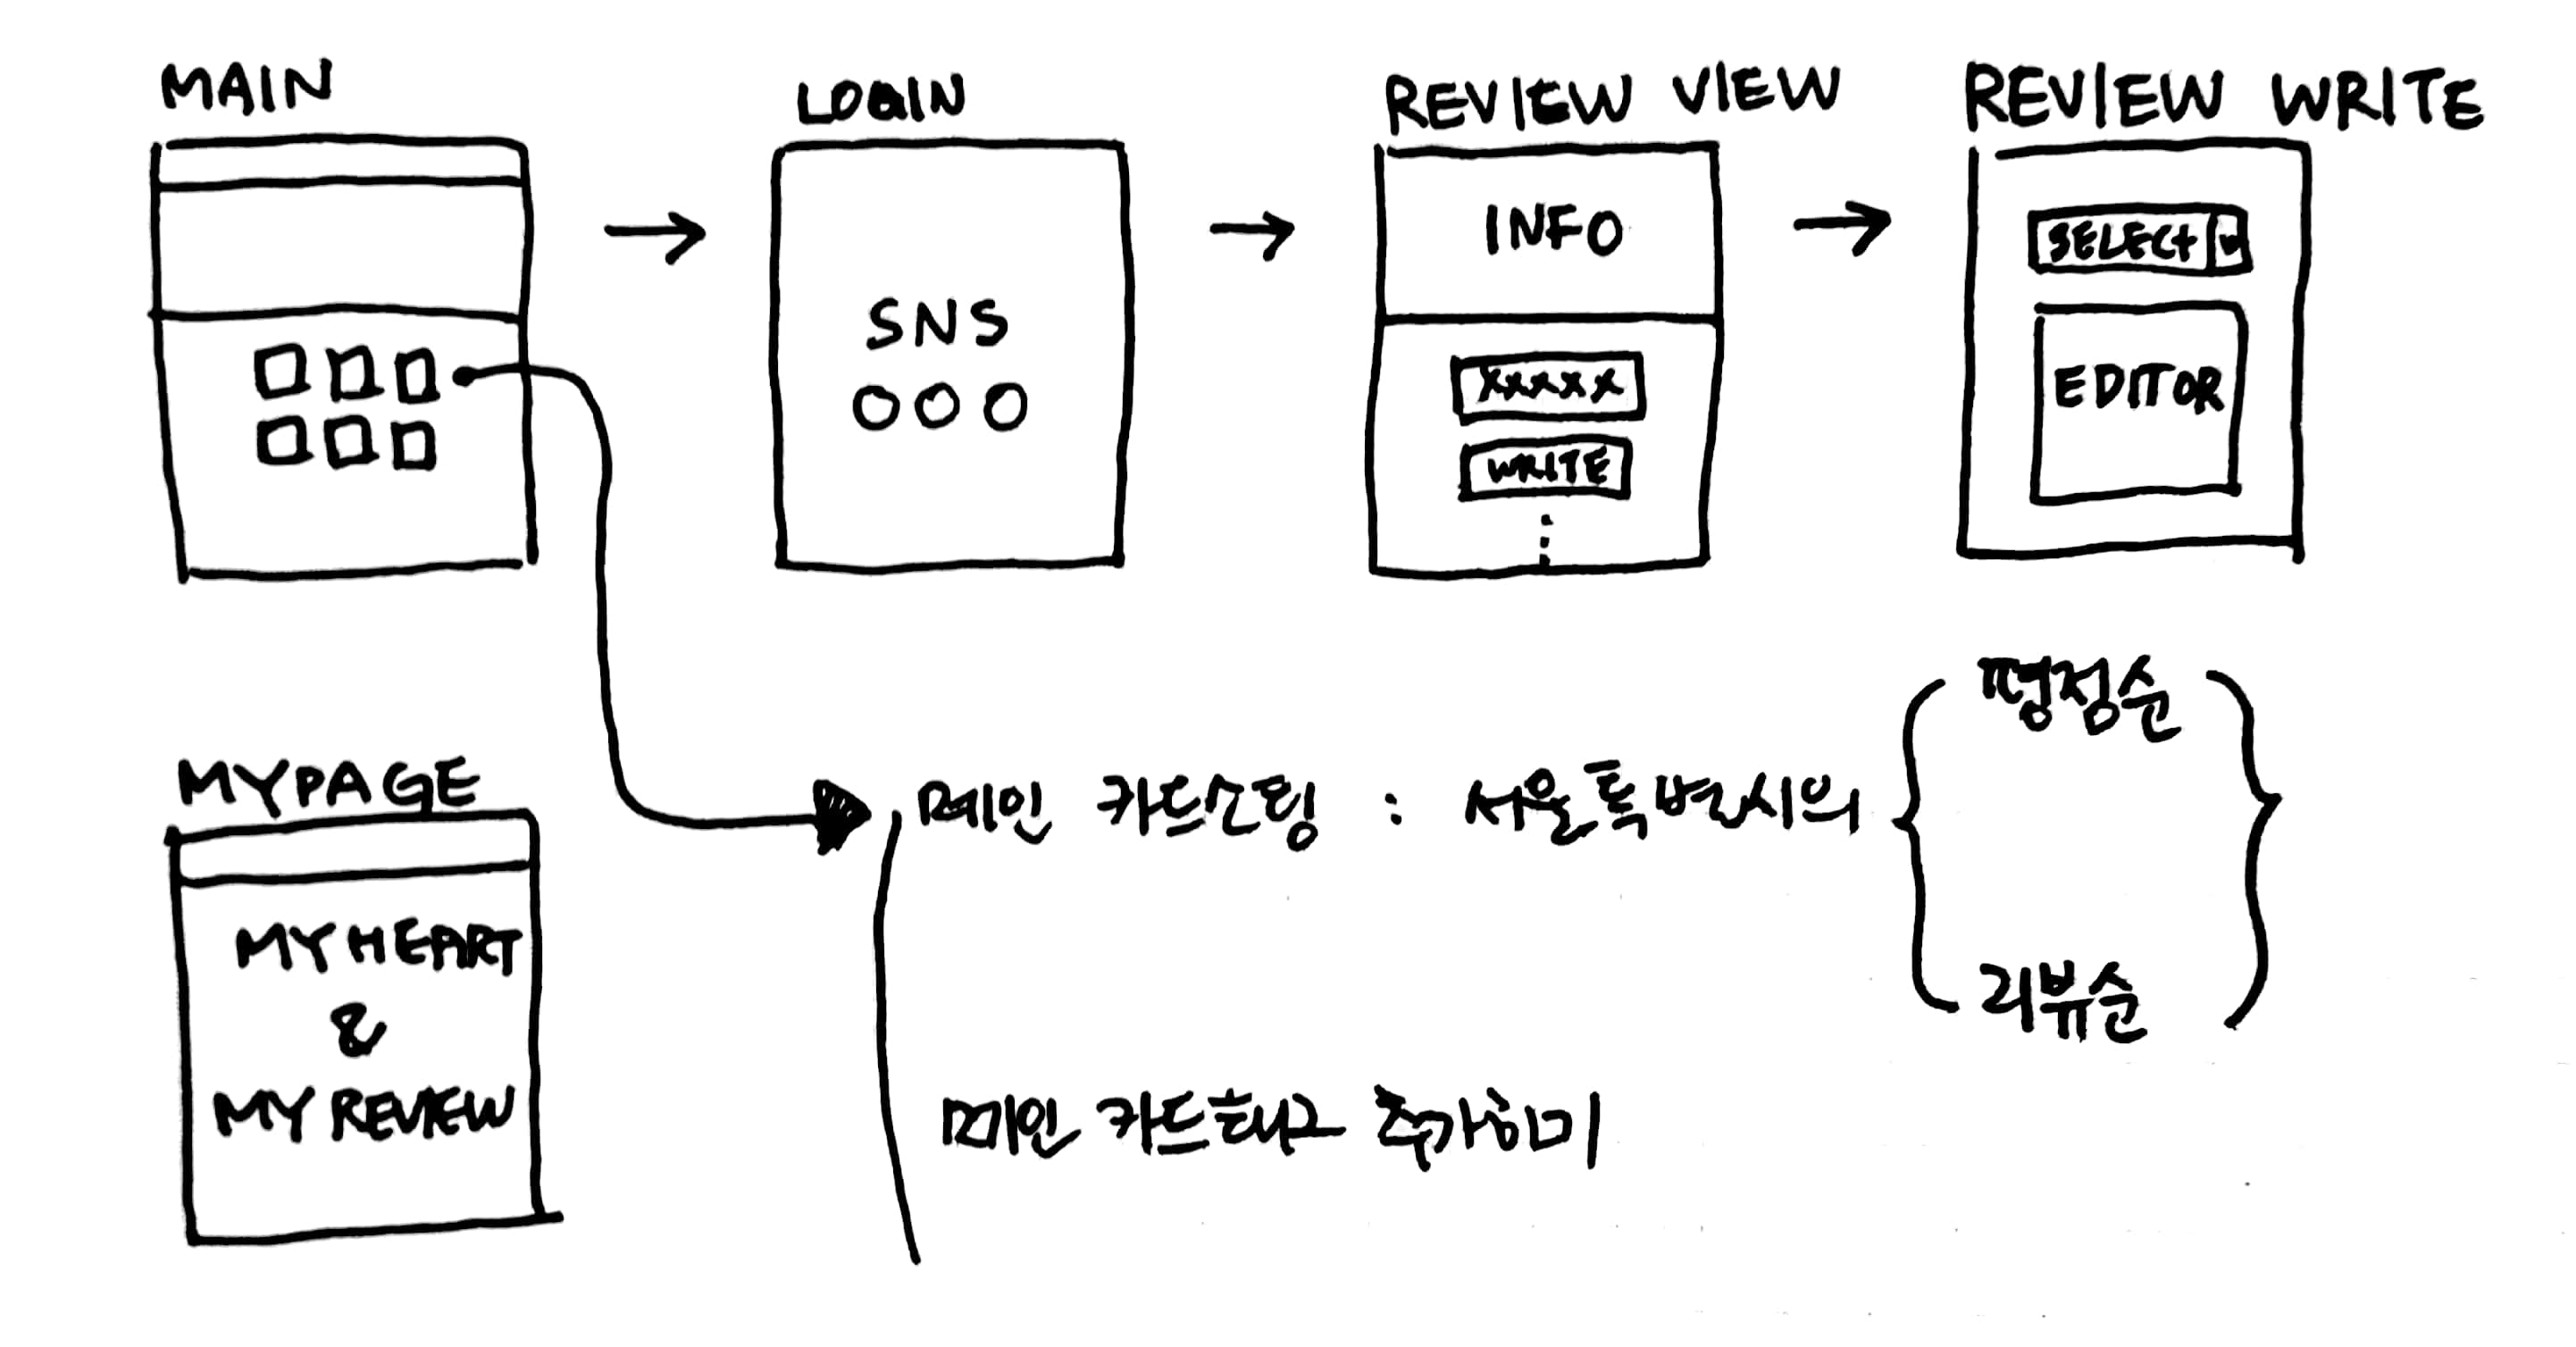 MAIN
LOGIN
REVIEW VIEW
REVIEW WRITE
SNS
INFO
XXXXX
WRITE
SELECT
EDITOR
메인 카드소팅 : 서울특별시의
평점순
리뷰순
메인 카드태그 추가하기
MYPAGE
MY HEART
&
MY REVIEW